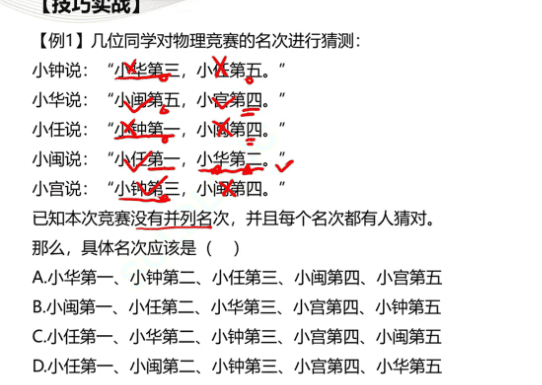 【技巧实战】
【例1】几位同学对物理竞赛的名次进行猜测：
小钟说：“小华第三，小任第五。”
小华说：“小闽第五，小宫第四。”
小任说：“小钟第一，小闽第四。”
小闽说：“小任第一，小华第二。”
小宫说：“小钟第三，小闽第四。”
已知本次竞赛没有并列名次，并且每个名次都有人猜对。
那么，具体名次应该是（ ）
A.小华第一、小钟第二、小任第三、小闽第四、小宫第五
B.小闽第一、小任第二、小华第三、小宫第四、小钟第五
C.小任第一、小华第二、小钟第三、小宫第四、小闽第五
D.小任第一、小闽第二、小钟第三、小宫第四、小华第五